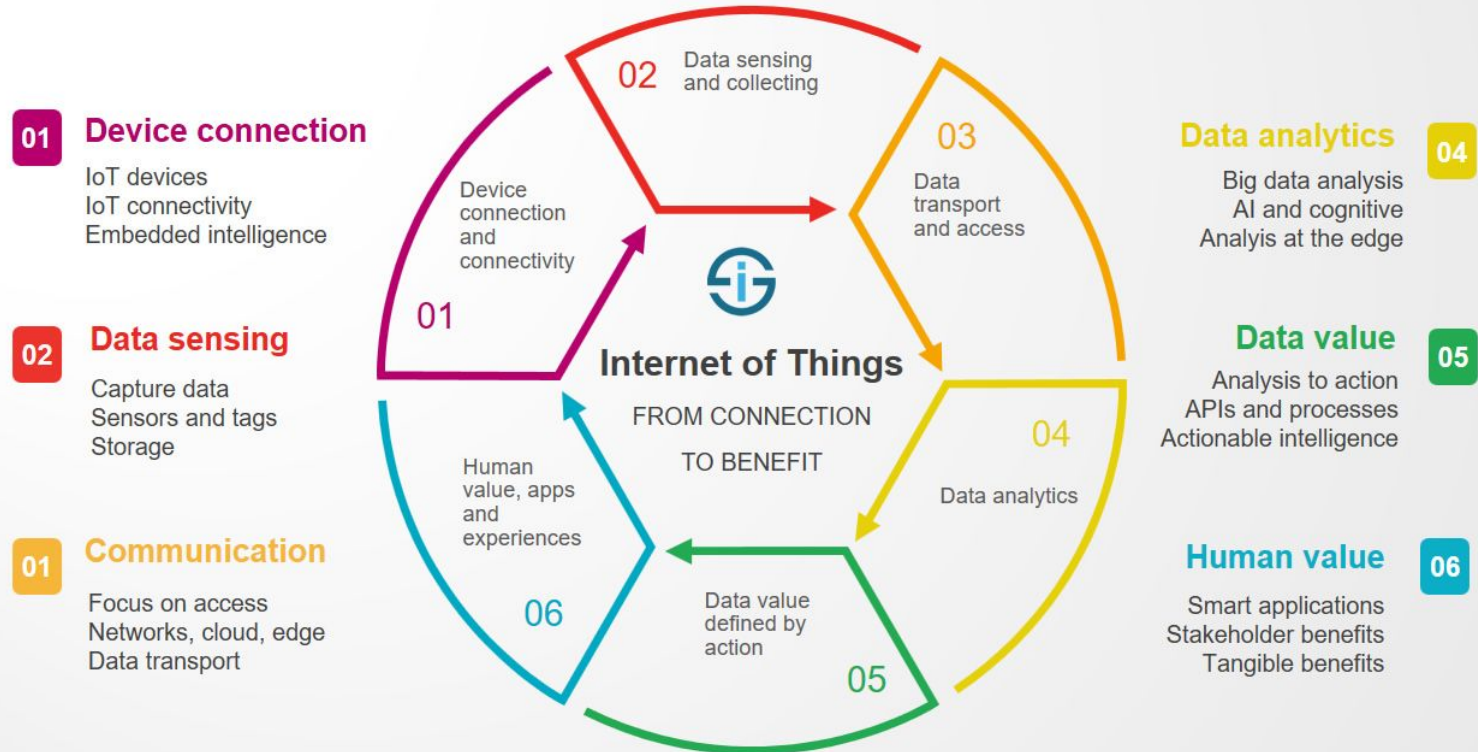 01
Device connection
IoT devices
IoT connectivity
Embedded intelligence
02
Data sensing
Capture data
Sensors and tags
Storage
01
Communication
Focus on access
Networks, cloud, edge
Data transport
Device
connection
and
connectivity
01
02
Data sensing
and collecting
03
Data
transport
and access
04
Data analytics
Data value
defined by
action
05
Human
value, apps
and
experiences
06
i
Internet of Things
FROM CONNECTION
TO BENEFIT
Data analytics
04
Big data analysis
AI and cognitive
Analyis at the edge
Data value
05
Analysis to action
APIs and processes
Actionable intelligence
Human value
06
Smart applications
Stakeholder benefits
Tangible benefits